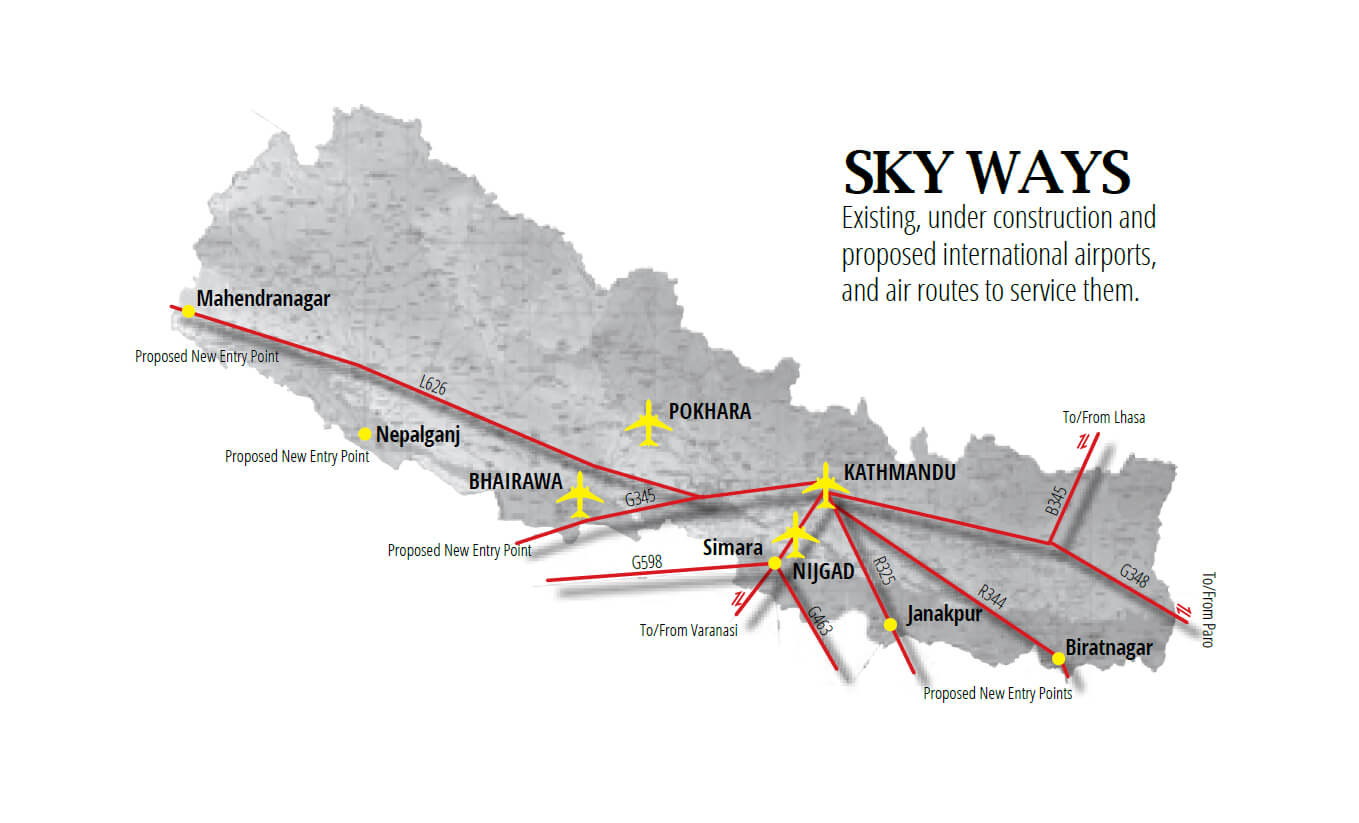 SKY WAYS
Existing, under construction and
proposed international airports,
and air routes to service them.
Mahendranagar
Proposed New Entry Point
L626
Nepalganj
Proposed New Entry Point
POKHARA
BHAIRAWA
G345
Proposed New Entry Point
KATHMANDU
To/From Lhasa
B345
Simara
NIJGAD
G598
To/From Varanasi
G463
R325
R344
G348
To/From Paro
Janakpur
Biratnagar
Proposed New Entry Points